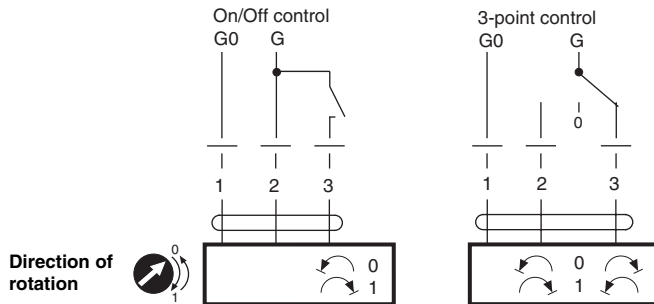 On/Off control
G0 G
1 2 3
0
1
3-point control
G0 G
0
1 2 3
0
1
Direction of
rotation
0
1